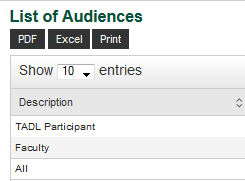 List of Audiences
PDF Excel Print
Show 10 entries
Description
TADL Participant
Faculty
All